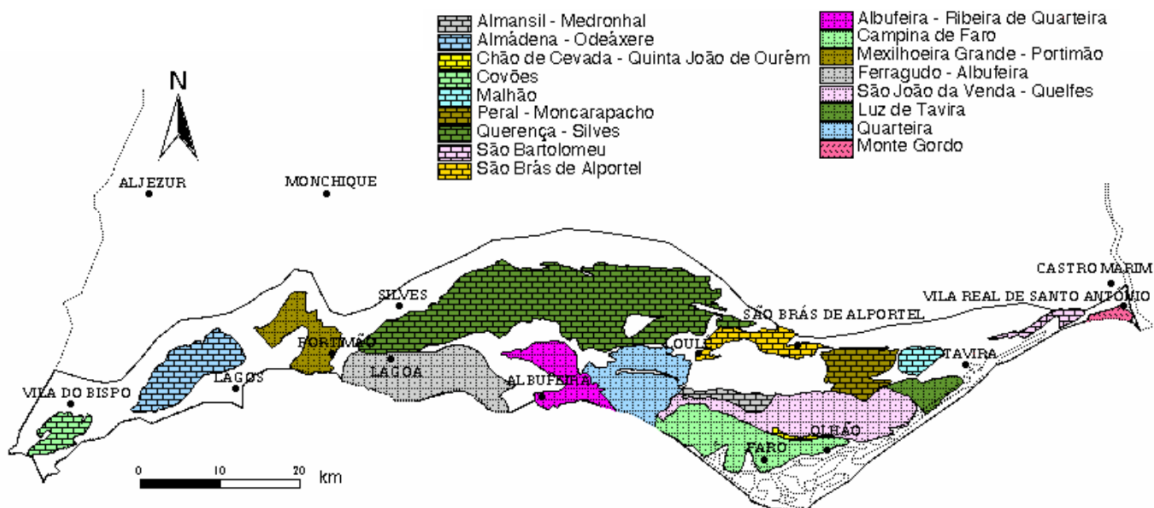 Almansil - Medronhal
Almádena - Odeáxere
Chão de Cevada - Quinta João de Ourém
Covões
Malhão
Peral - Moncarapacho
Querença - Silves
São Bartolomeu
São Brás de Alportel
Albufeira - Ribeira de Quarteira
Campina de Faro
Mexilhoeira Grande - Portimão
Ferragudo - Albufeira
São João da Venda - Quelfes
Luz de Tavira
Quarteira
Monte Gordo
N
ALJEZUR
MONCHIQUE
CASTRO MARIM
SILVES
VILA REAL DE SANTO ANTÓNIO
SÃO BRÁS DE ALPORTEL
PORTIMÃO
LOULÉ
LAGOA
TAVIRA
LAGOS
VILA DO BISPO
ALBUFEIRA
OLHÃO
FARO
0 10 20
km